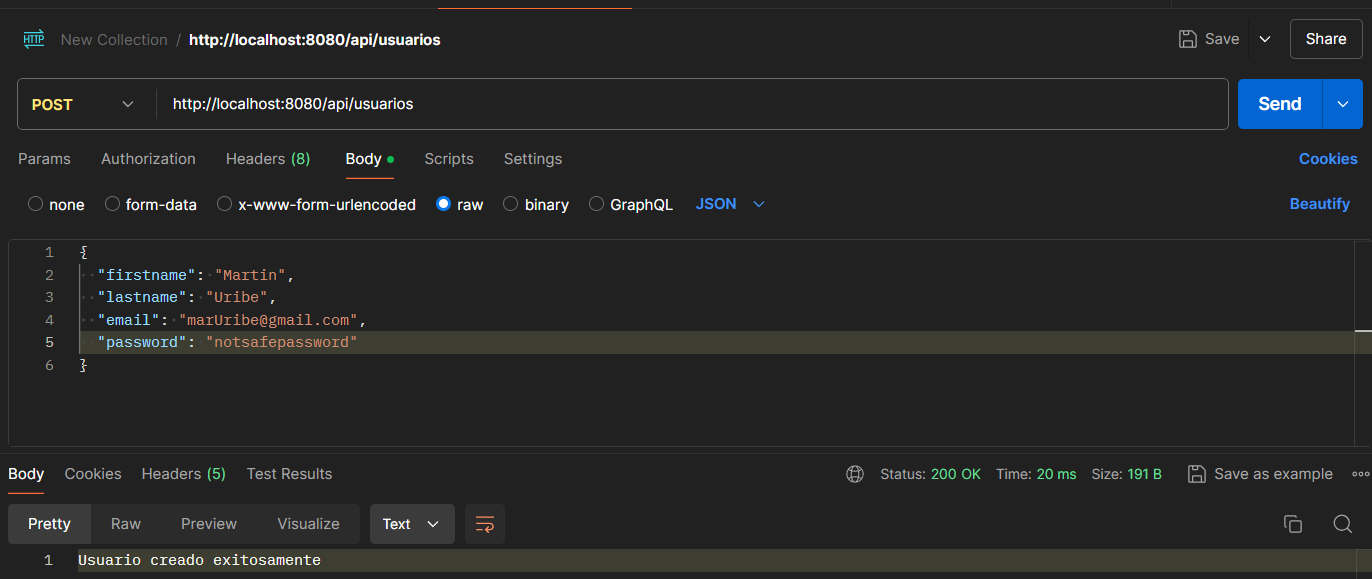 HTTP New Collection / http://localhost:8080/api/usuarios Save Share
POST http://localhost:8080/api/usuarios Send
Params Authorization Headers (8) Body Scripts Settings Cookies
none form-data x-www-form-urlencoded raw binary GraphQL JSON Beautify
1 {
2 "firstname": "Martin",
3 "lastname": "Uribe",
4 "email": "marUribe@gmail.com",
5 "password": "notsafepassword"
6 }
Body Cookies Headers (5) Test Results Status: 200 OK Time: 20 ms Size: 191 B Save as example
Pretty Raw Preview Visualize Text
1 Usuario creado exitosamente